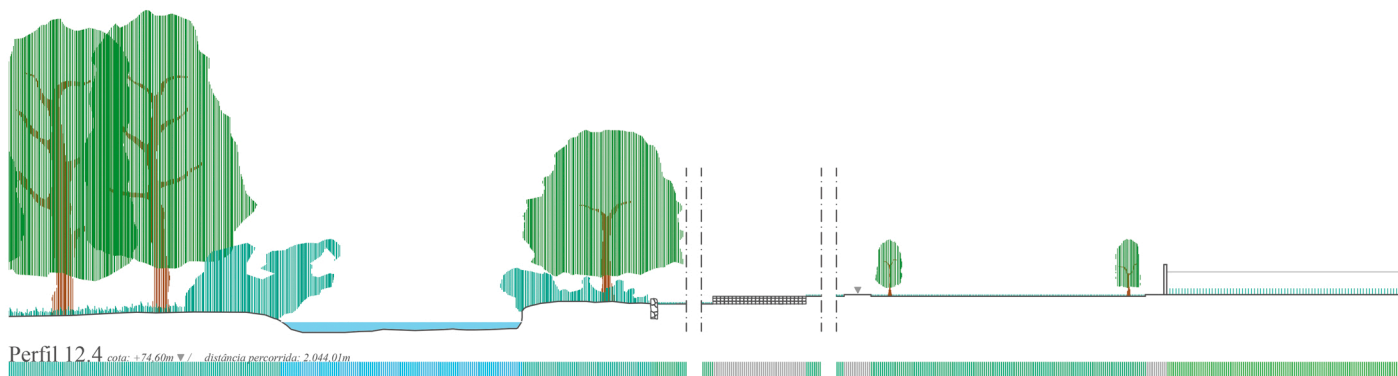 Perfil 12.4 cota: +74,60m ▼ / distância percorrida: 2.044,01m